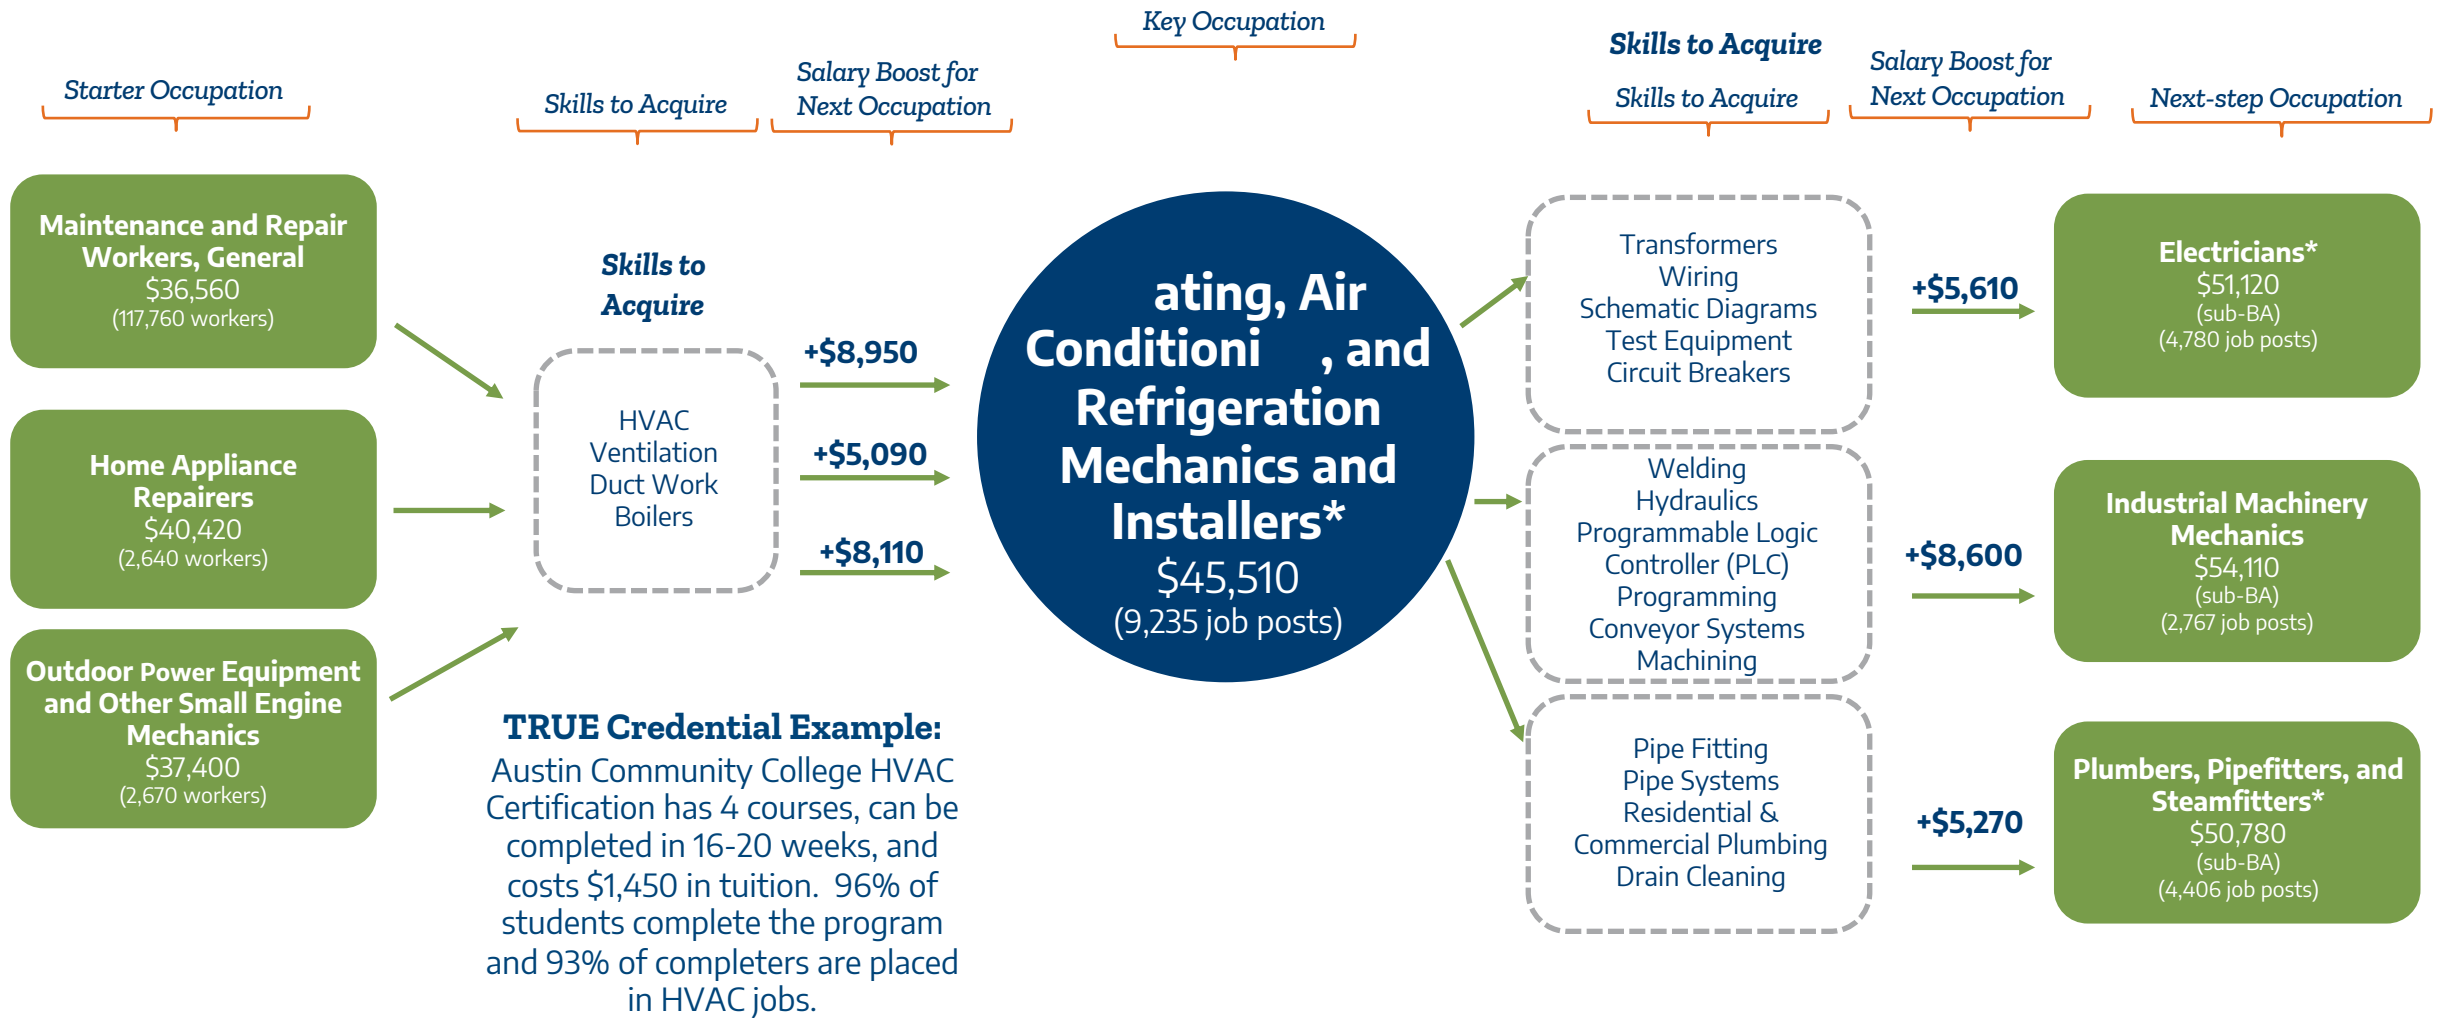 Key Occupation
Starter Occupation
Skills to Acquire
Salary Boost for
Next Occupation
Skills to Acquire
Skills to Acquire
Salary Boost for
Next Occupation
Next-step Occupation
Maintenance and Repair
Workers, General
$36,560
(117,760 workers)
Home Appliance
Repairers
$40,420
(2,640 workers)
Outdoor Power Equipment
and Other Small Engine
Mechanics
$37,400
(2,670 workers)
Skills to
Acquire
HVAC
Ventilation
Duct Work
Boilers
+$8,950
+$5,090
+$8,110
TRUE Credential Example:
Austin Community College HVAC
Certification has 4 courses, can be
completed in 16-20 weeks, and
costs $1,450 in tuition. 96% of
students complete the program
and 93% of completers are placed
in HVAC jobs.
ating, Air
Conditioni , and
Refrigeration
Mechanics and
Installers*
$45,510
(9,235 job posts)
Transformers
Wiring
Schematic Diagrams
Test Equipment
Circuit Breakers
+$5,610
Electricians*
$51,120
(sub-BA)
(4,780 job posts)
Welding
Hydraulics
Programmable Logic
Controller (PLC)
Programming
Conveyor Systems
Machining
+$8,600
Industrial Machinery
Mechanics
$54,110
(sub-BA)
(2,767 job posts)
Pipe Fitting
Pipe Systems
Residential &
Commercial Plumbing
Drain Cleaning
+$5,270
Plumbers, Pipefitters, and
Steamfitters*
$50,780
(sub-BA)
(4,406 job posts)